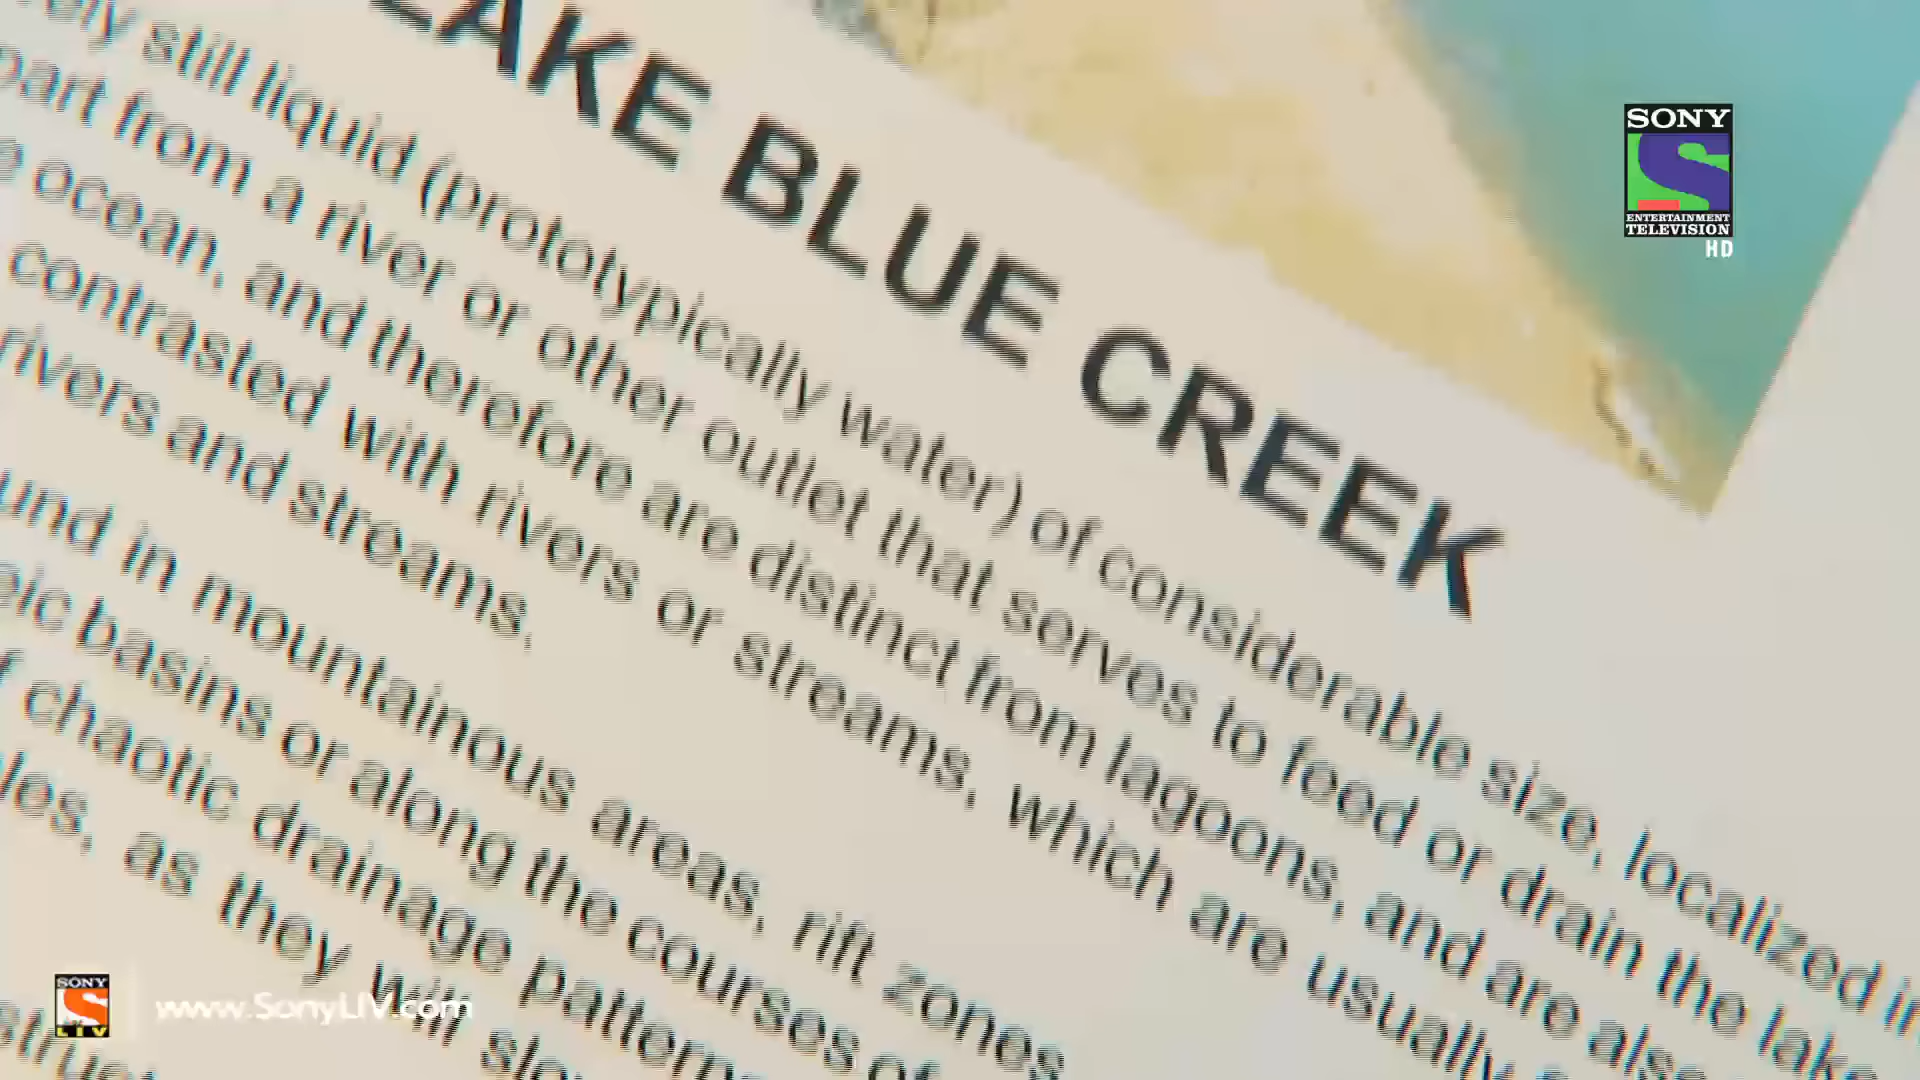 LAKE BLUE CREEK
still liquid (prototypically water) of considerable size, localized in
part from a river or other outlet that serves to feed or drain the lake
ocean, and therefore are distinct from lagoons, and are also
contrasted with rivers or streams, which are usually
rivers and streams.
in mountainous areas, rift zones
basins or along the courses of
chaotic drainage
as they will
SONY
ENTERTAINMENT
TELEVISION
HD
SONY
LIV
www.SonyLIV.com